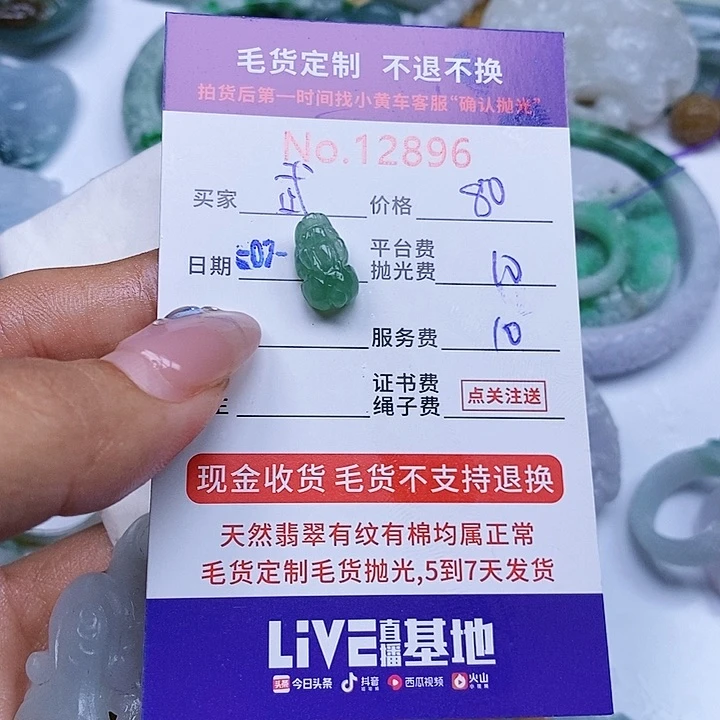 毛货定制 不退不换
拍货后第一时间找小黄车客服“确认抛光”
No.12896
买家 武 价格 80
日期 -07- 平台费
抛光费 10
服务费 10
证书费
绳子费 点关注送
现金收货 毛货不支持退换
天然翡翠有纹有棉均属正常
毛货定制毛货抛光,5到7天发货
LiVE直播基地
头条 今日头条 抖音 西瓜视频 火山